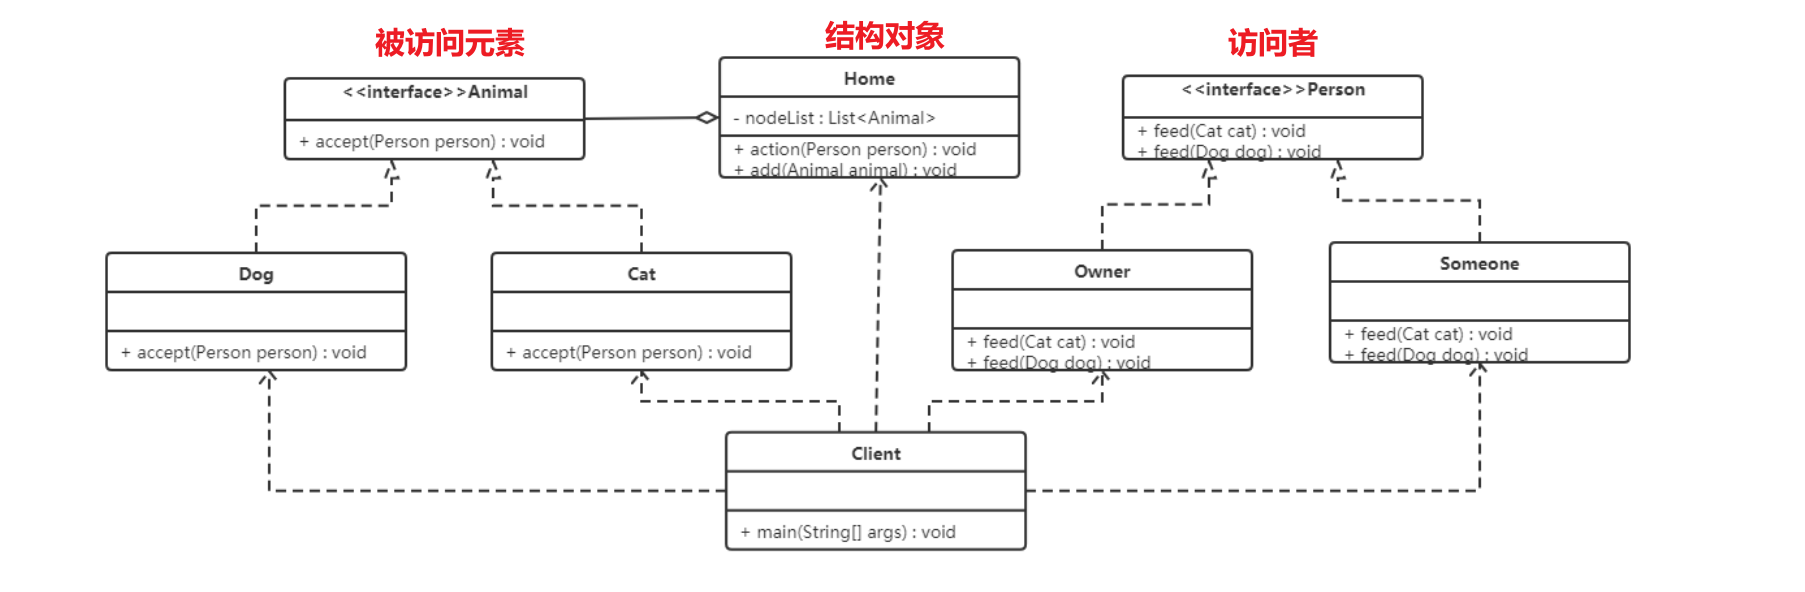 被访问元素
结构对象
访问者
<<interface>>Animal
+ accept(Person person) : void
Home
- nodeList : List<Animal>
+ action(Person person) : void
+ add(Animal animal) : void
<<interface>>Person
+ feed(Cat cat) : void
+ feed(Dog dog) : void
Dog
+ accept(Person person) : void
Cat
+ accept(Person person) : void
Owner
+ feed(Cat cat) : void
+ feed(Dog dog) : void
Someone
+ feed(Cat cat) : void
+ feed(Dog dog) : void
Client
+ main(String[] args) : void